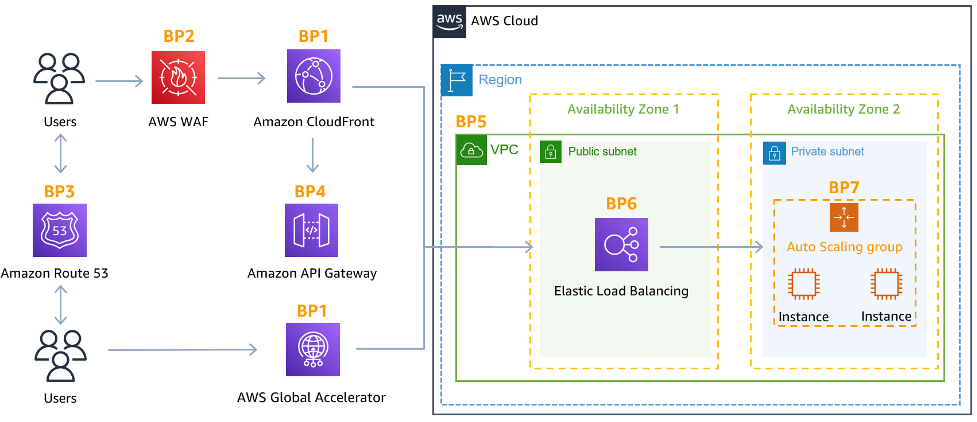 aws
AWS Cloud
Region
BP2
BP1
Users
AWS WAF
Amazon CloudFront
Availability Zone 1
Availability Zone 2
BP5
VPC
Public subnet
Private subnet
BP3
BP4
BP6
BP7
53
Amazon Route 53
Amazon API Gateway
Auto Scaling group
Elastic Load Balancing
Instance
Instance
BP1
Users
AWS Global Accelerator